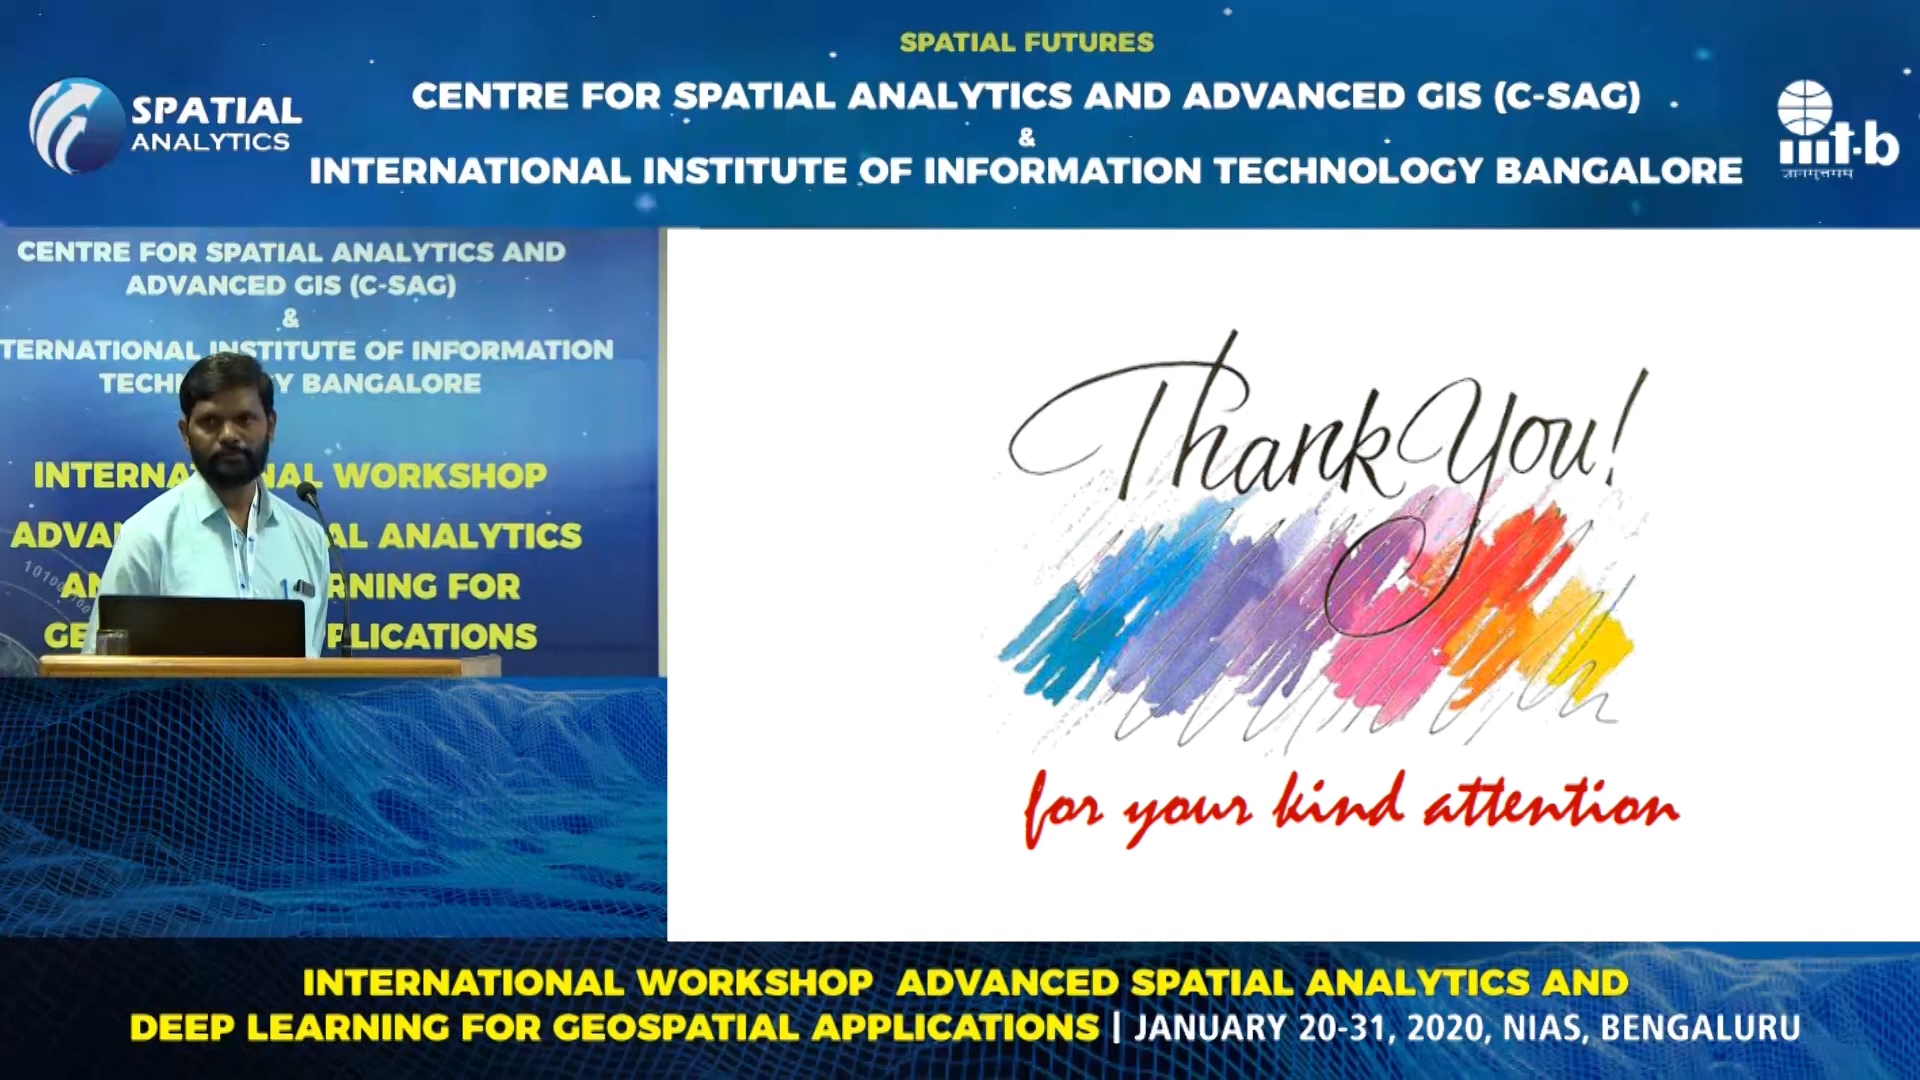 SPATIAL FUTURES
CENTRE FOR SPATIAL ANALYTICS AND ADVANCED GIS (C-SAG)
&
INTERNATIONAL INSTITUTE OF INFORMATION TECHNOLOGY BANGALORE
SPATIAL
ANALYTICS
iiit-b
CENTRE FOR SPATIAL ANALYTICS AND
ADVANCED GIS (C-SAG)
&
TERNATIONAL INSTITUTE OF INFORMATION
TECH Y BANGALORE
INTERNA NAL WORKSHOP
ADVA AL ANALYTICS
AN RNING FOR
GE PLICATIONS
Thank You!
for your kind attention
INTERNATIONAL WORKSHOP ADVANCED SPATIAL ANALYTICS AND
DEEP LEARNING FOR GEOSPATIAL APPLICATIONS | JANUARY 20-31, 2020, NIAS, BENGALURU